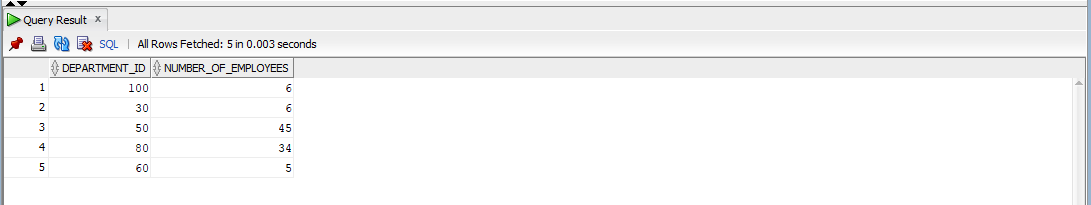 Query Result x
SQL | All Rows Fetched: 5 in 0.003 seconds
DEPARTMENT_ID NUMBER_OF_EMPLOYEES
1 100 6
2 30 6
3 50 45
4 80 34
5 60 5